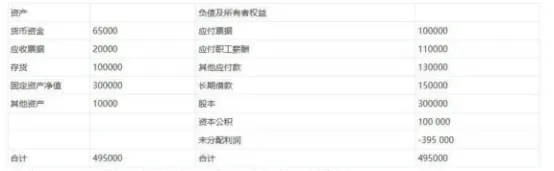 资产 负债及所有者权益
货币资金 65000 应付票据 100000
应收票据 20000 应付职工薪酬 110000
存货 100000 其他应付款 130000
固定资产净值 300000 长期借款 150000
其他资产 10000 股本 300000
资本公积 100 000
未分配利润 -395 000
合计 495000 合计 495000